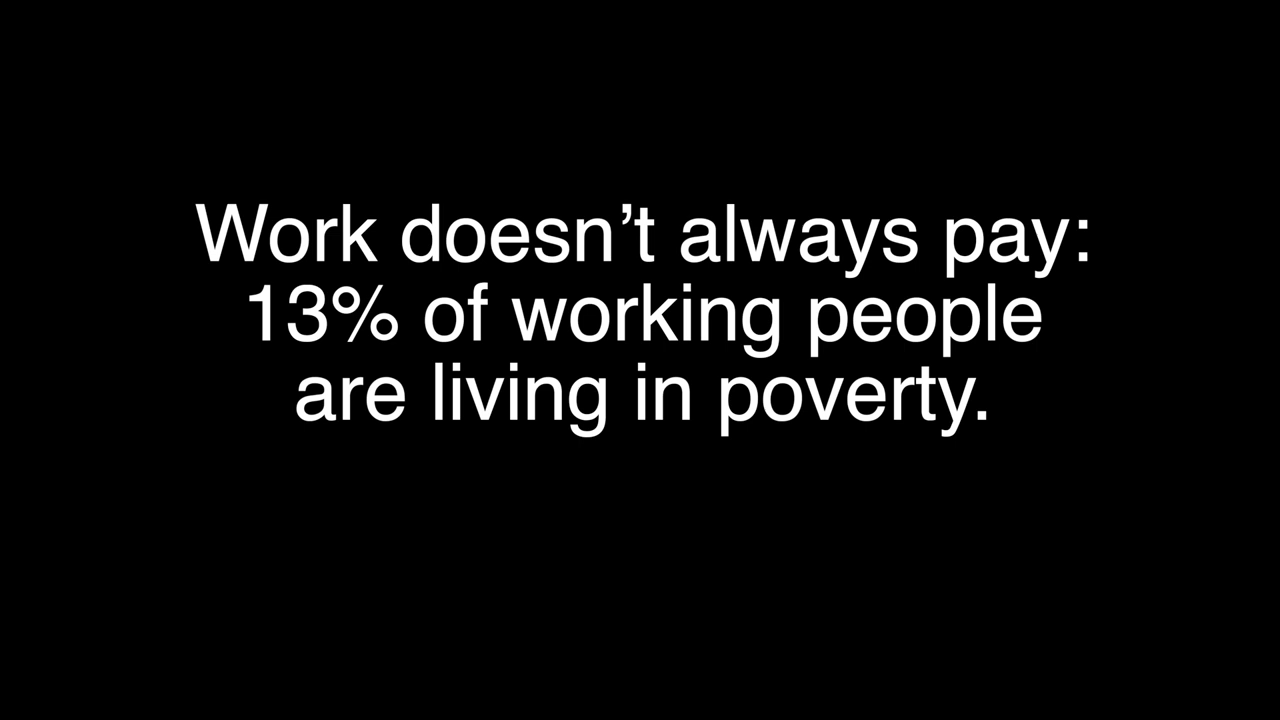 Work doesn’t always pay:
13% of working people
are living in poverty.